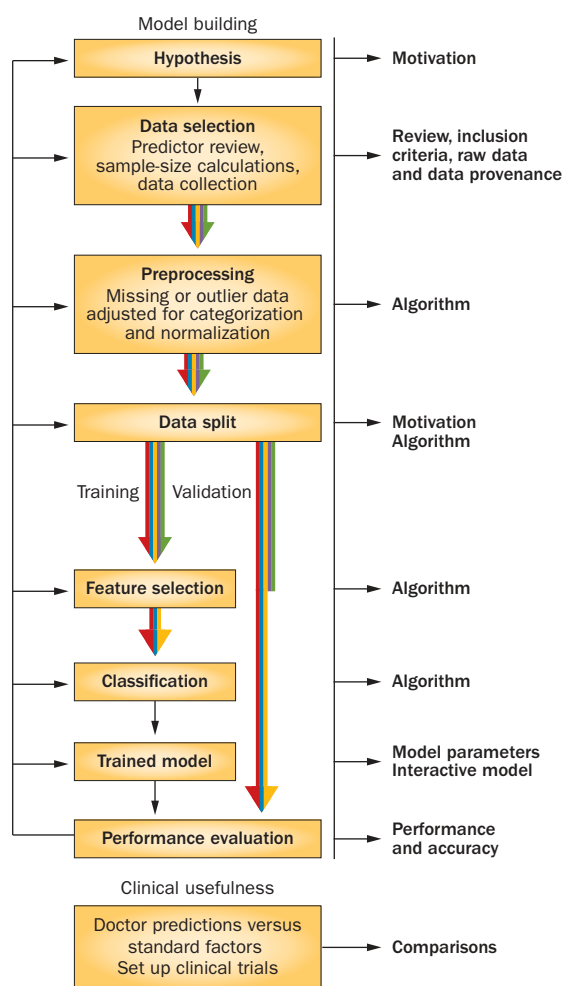 Model building
Hypothesis
Motivation
Data selection
Predictor review,
sample-size calculations,
data collection
Review, inclusion
criteria, raw data
and data provenance
Preprocessing
Missing or outlier data
adjusted for categorization
and normalization
Algorithm
Data split
Motivation
Algorithm
Training
Validation
Feature selection
Algorithm
Classification
Algorithm
Trained model
Model parameters
Interactive model
Performance evaluation
Performance
and accuracy
Clinical usefulness
Doctor predictions versus
standard factors
Set up clinical trials
Comparisons